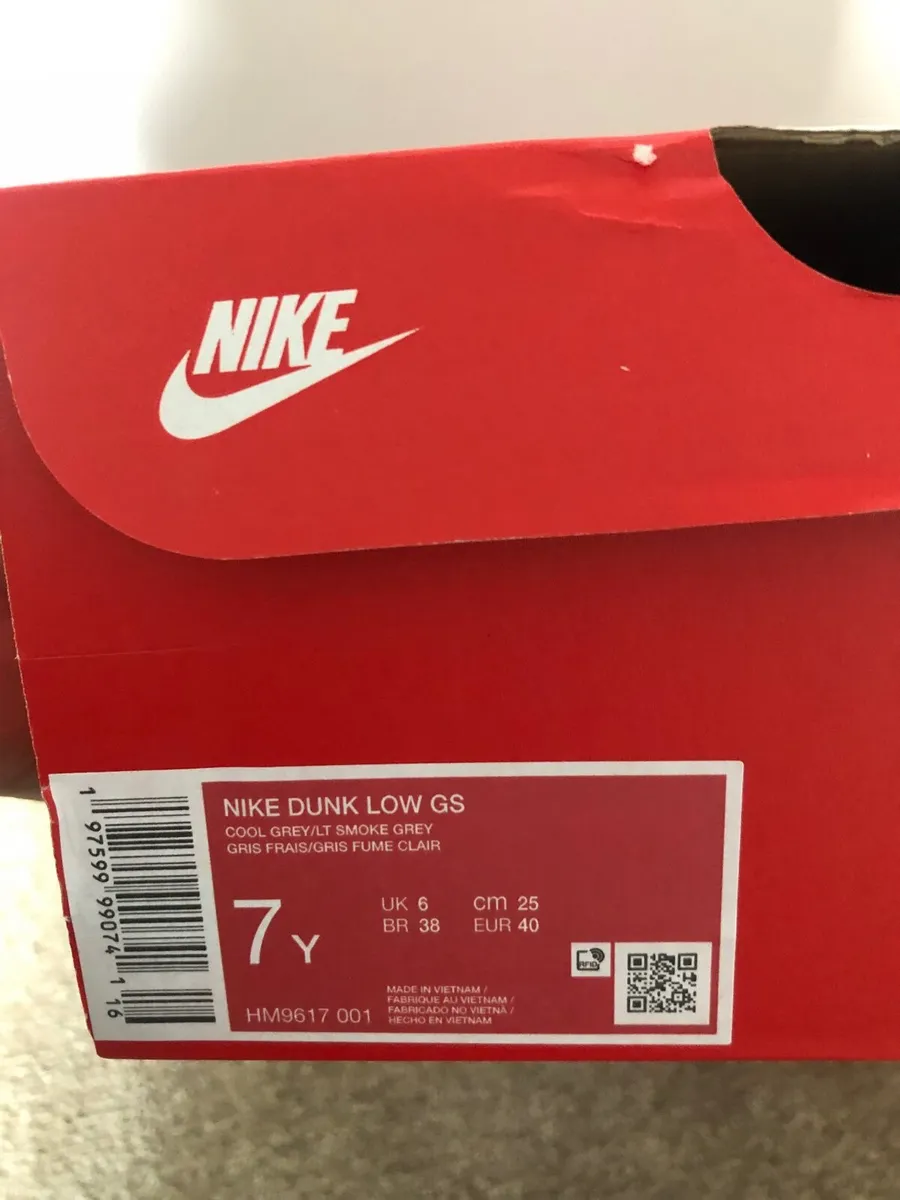 NIKE
NIKE DUNK LOW GS
COOL GREY/LT SMOKE GREY
GRIS FRAIS/GRIS FUME CLAIR
7 Y
UK 6 cm 25
BR 38 EUR 40
RFID
MADE IN VIETNAM /
FABRIQUE AU VIETNAM /
FABRICADO NO VIETNÃ /
HECHO EN VIETNAM
HM9617 001
1 97599 99074 1 16